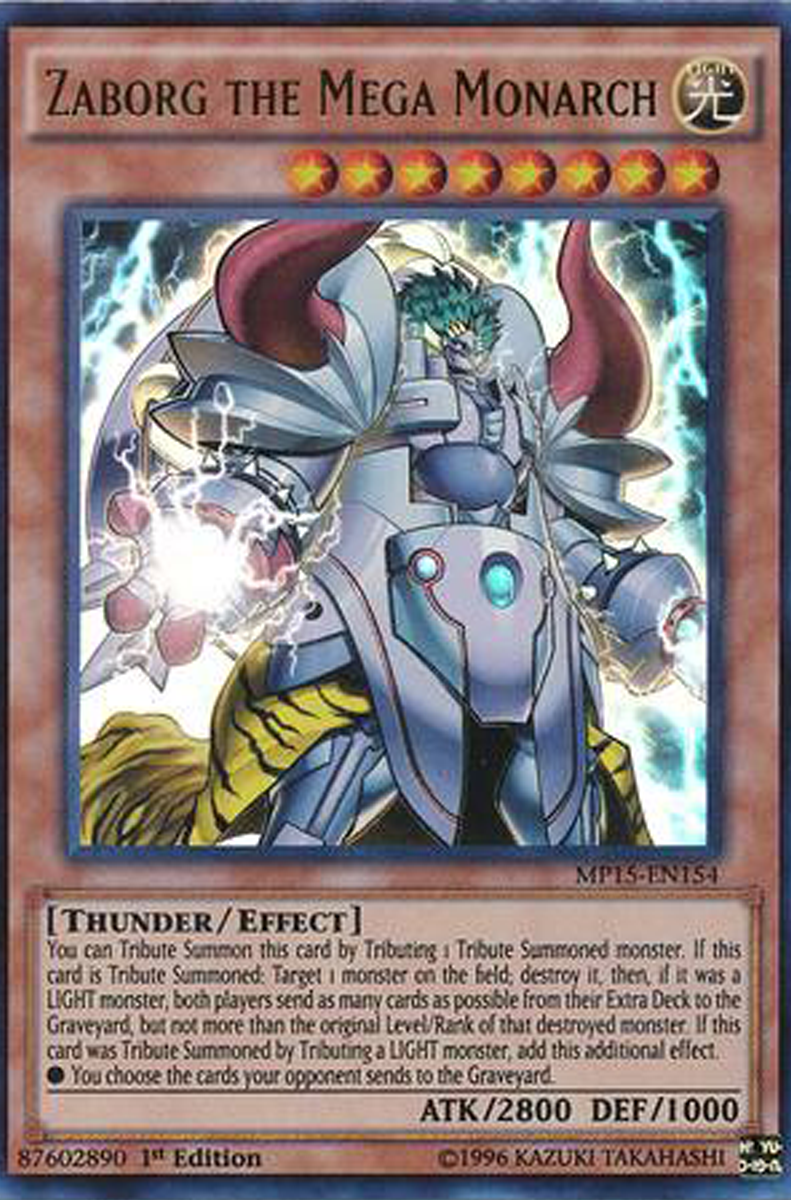 ZABORG THE MEGA MONARCH
LIGHT
光
MP15-EN154
[THUNDER/EFFECT]
You can Tribute Summon this card by Tributing 1 Tribute Summoned monster. If this
card is Tribute Summoned: Target 1 monster on the field; destroy it, then, if it was a
LIGHT monster, both players send as many cards as possible from their Extra Deck to the
Graveyard, but not more than the original Level/Rank of that destroyed monster. If this
card was Tribute Summoned by Tributing a LIGHT monster, add this additional effect.
● You choose the cards your opponent sends to the Graveyard.
ATK/2800 DEF/1000
87602890 1st Edition
©1996 KAZUKI TAKAHASHI